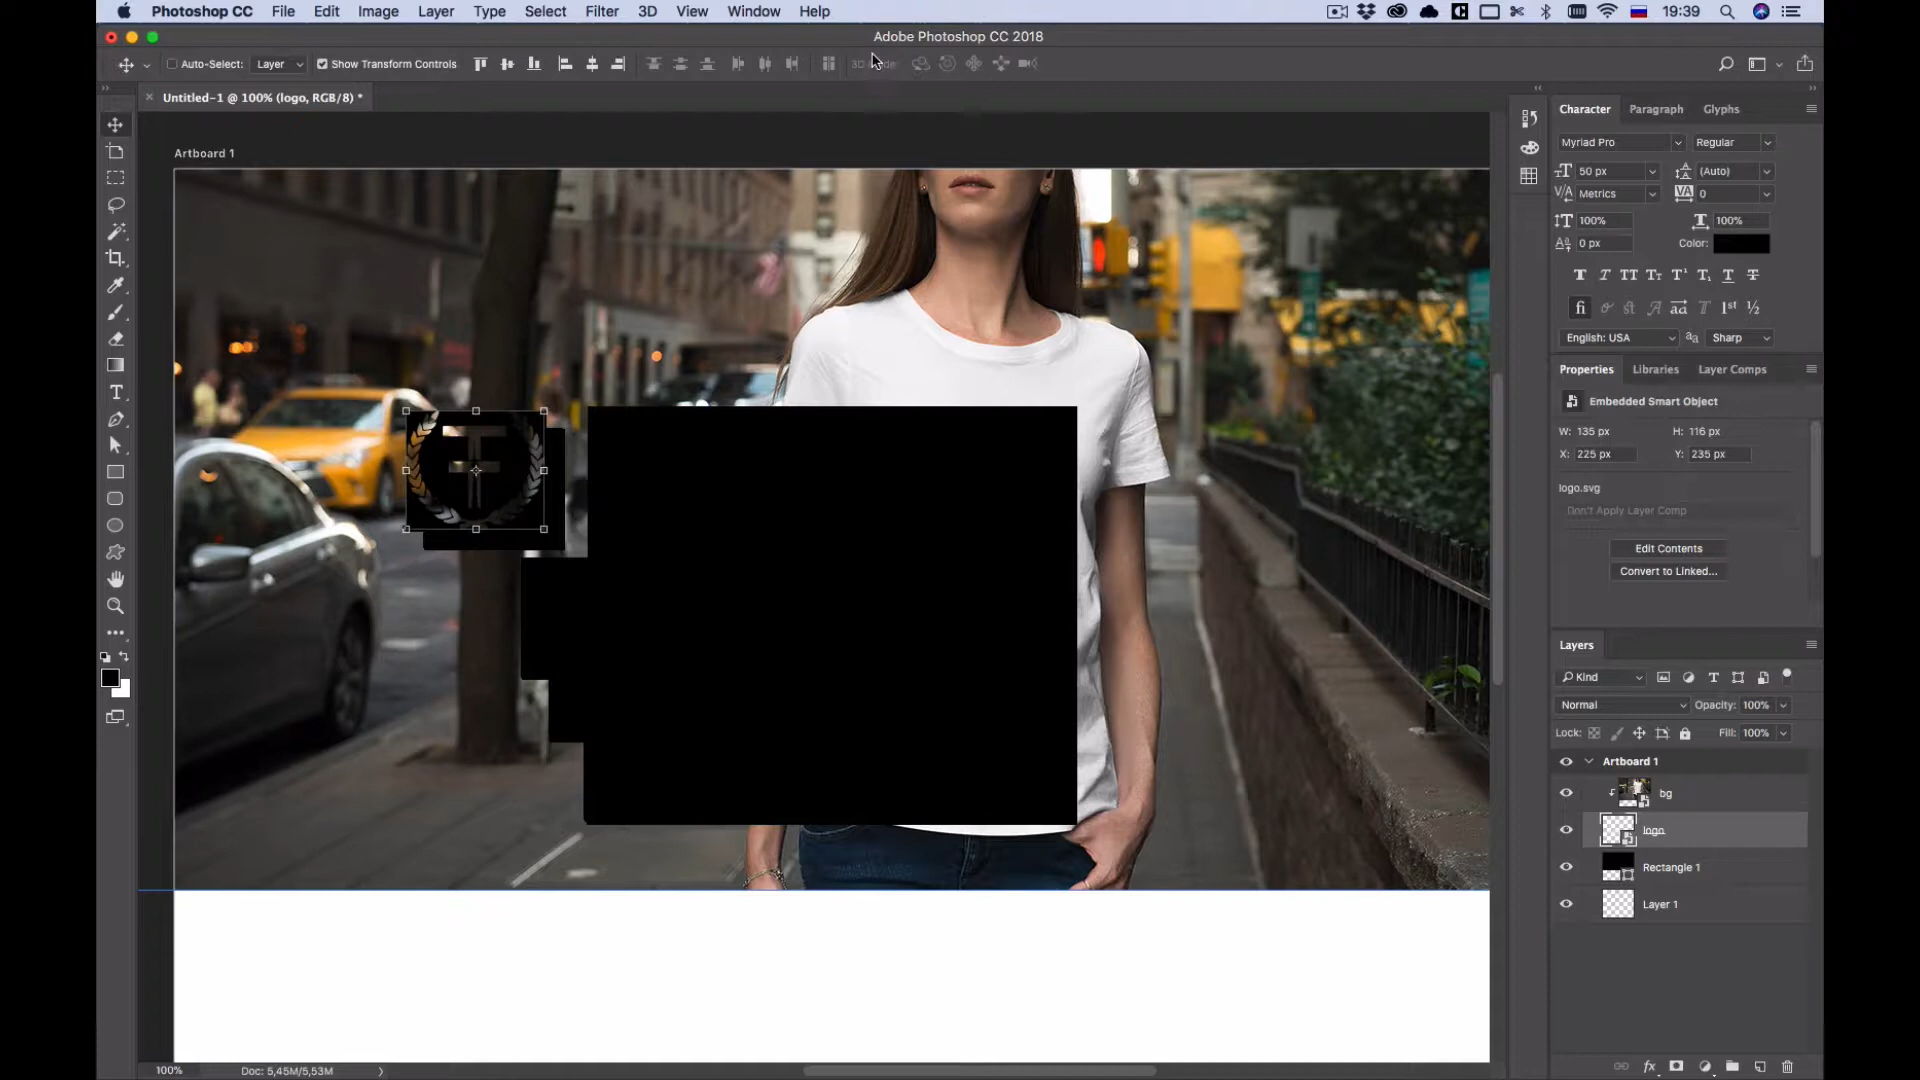 Photoshop CC File Edit Image Layer Type Select Filter 3D View Window Help 19:39
Adobe Photoshop CC 2018
Auto-Select: Layer Show Transform Controls
Untitled-1 @ 100% (logo, RGB/8) *
Artboard 1
Character Paragraph Glyphs
Myriad Pro Regular
50 px (Auto)
Metrics 0
100% 100%
0 px Color:
English: USA Sharp
Properties Libraries Layer Comps
Embedded Smart Object
W: 135 px H: 116 px
X: 225 px Y: 235 px
logo.svg
Don't Apply Layer Comp
Edit Contents
Convert to Linked...
Layers
Kind
Normal Opacity: 100%
Lock: Fill: 100%
Artboard 1
bg
logo
Rectangle 1
Layer 1
100% Doc: 5,45M/5,53M